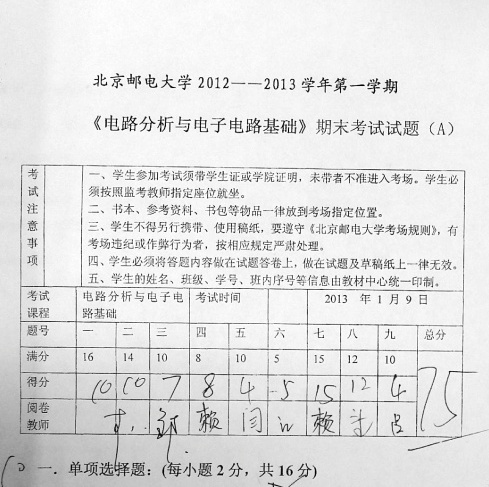 北京邮电大学2012——2013学年第一学期
《电路分析与电子电路基础》期末考试试题（A）
考试注意事项
一、学生参加考试须带学生证或学院证明，未带者不准进入考场。学生必
须按照监考教师指定座位就坐。
二、书本、参考资料、书包等物品一律放到考场指定位置。
三、学生不得另行携带、使用稿纸，要遵守《北京邮电大学考场规则》，有
考场违纪或作弊行为者，按相应规定严肃处理。
四、学生必须将答题内容做在试题答卷上，做在试题及草稿纸上一律无效。
五、学生的姓名、班级、学号、班内序号等信息由教材中心统一印制。
考试课程 电路分析与电子电路基础 考试时间 2013 年 1 月 9 日
题号 一 二 三 四 五 六 七 八 九 总分
满分 16 14 10 8 10 5 15 12 10
得分 10 10 7 8 4 5 15 12 4 75
阅卷教师 赖 闫 赖 吕
一．单项选择题：(每小题 2 分，共 16 分)